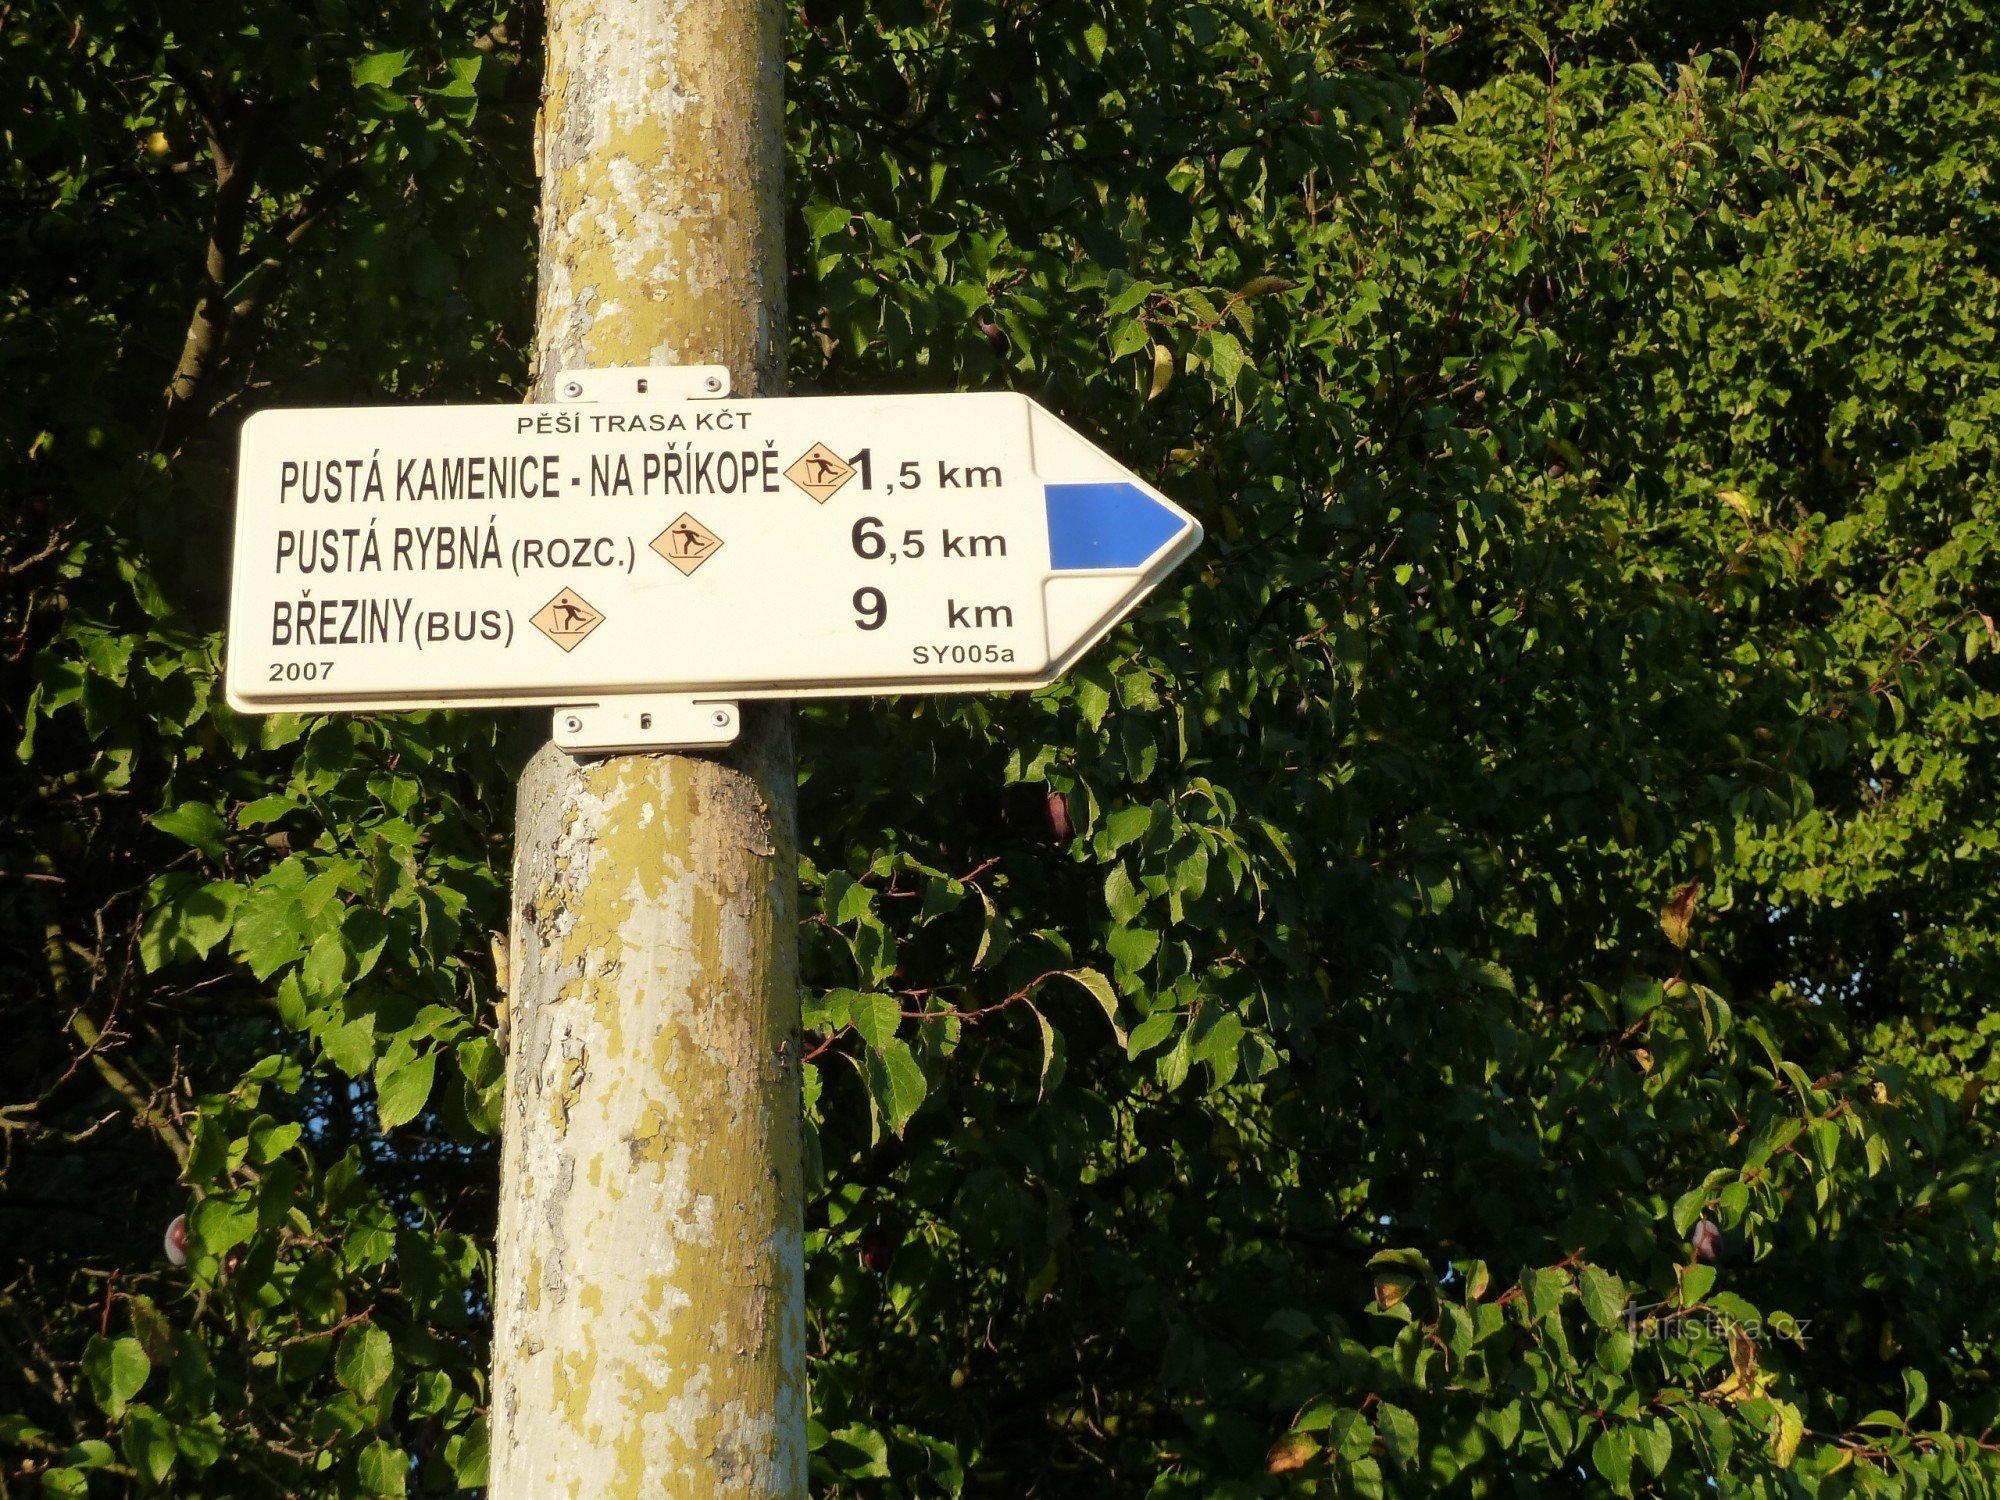 PĚŠÍ TRASA KČT
PUSTÁ KAMENICE - NA PŘÍKOPĚ 1,5 km
PUSTÁ RYBNÁ (ROZC.) 6,5 km
BŘEZINY (BUS) 9 km
2007 SY005a
Turistika.cz